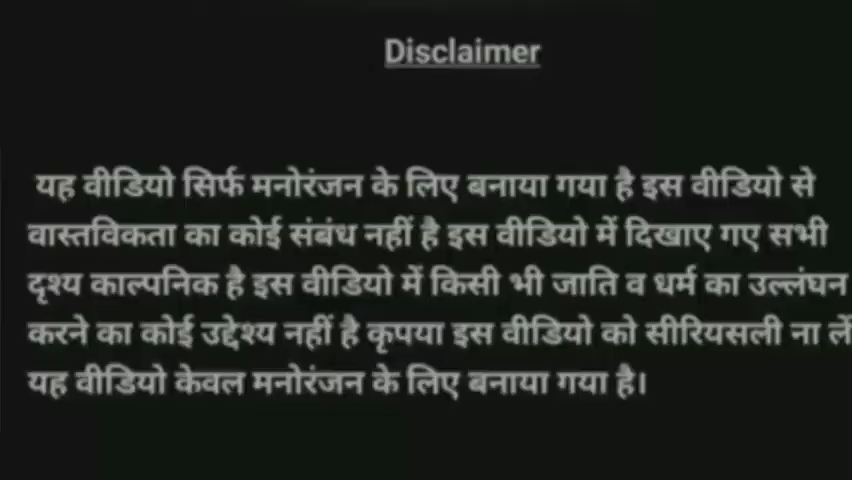 Disclaimer
यह वीडियो सिर्फ मनोरंजन के लिए बनाया गया है इस वीडियो से
वास्तविकता का कोई संबंध नहीं है इस वीडियो में दिखाए गए सभी
दृश्य काल्पनिक है इस वीडियो में किसी भी जाति व धर्म का उल्लंघन
करने का कोई उद्देश्य नहीं है कृपया इस वीडियो को सीरियसली ना लें
यह वीडियो केवल मनोरंजन के लिए बनाया गया है।